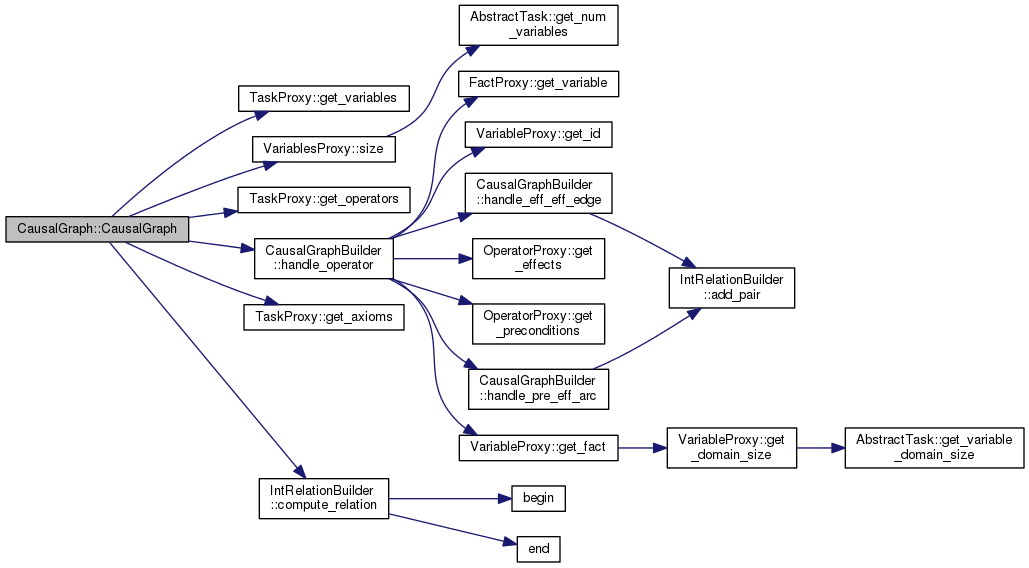 AbstractTask::get_num
_variables
FactProxy::get_variable
TaskProxy::get_variables
VariableProxy::get_id
VariablesProxy::size
CausalGraphBuilder
::handle_eff_eff_edge
TaskProxy::get_operators
CausalGraph::CausalGraph
CausalGraphBuilder
::handle_operator
OperatorProxy::get
_effects
IntRelationBuilder
::add_pair
TaskProxy::get_axioms
OperatorProxy::get
_preconditions
CausalGraphBuilder
::handle_pre_eff_arc
VariableProxy::get_fact
VariableProxy::get
_domain_size
AbstractTask::get_variable
_domain_size
IntRelationBuilder
::compute_relation
begin
end